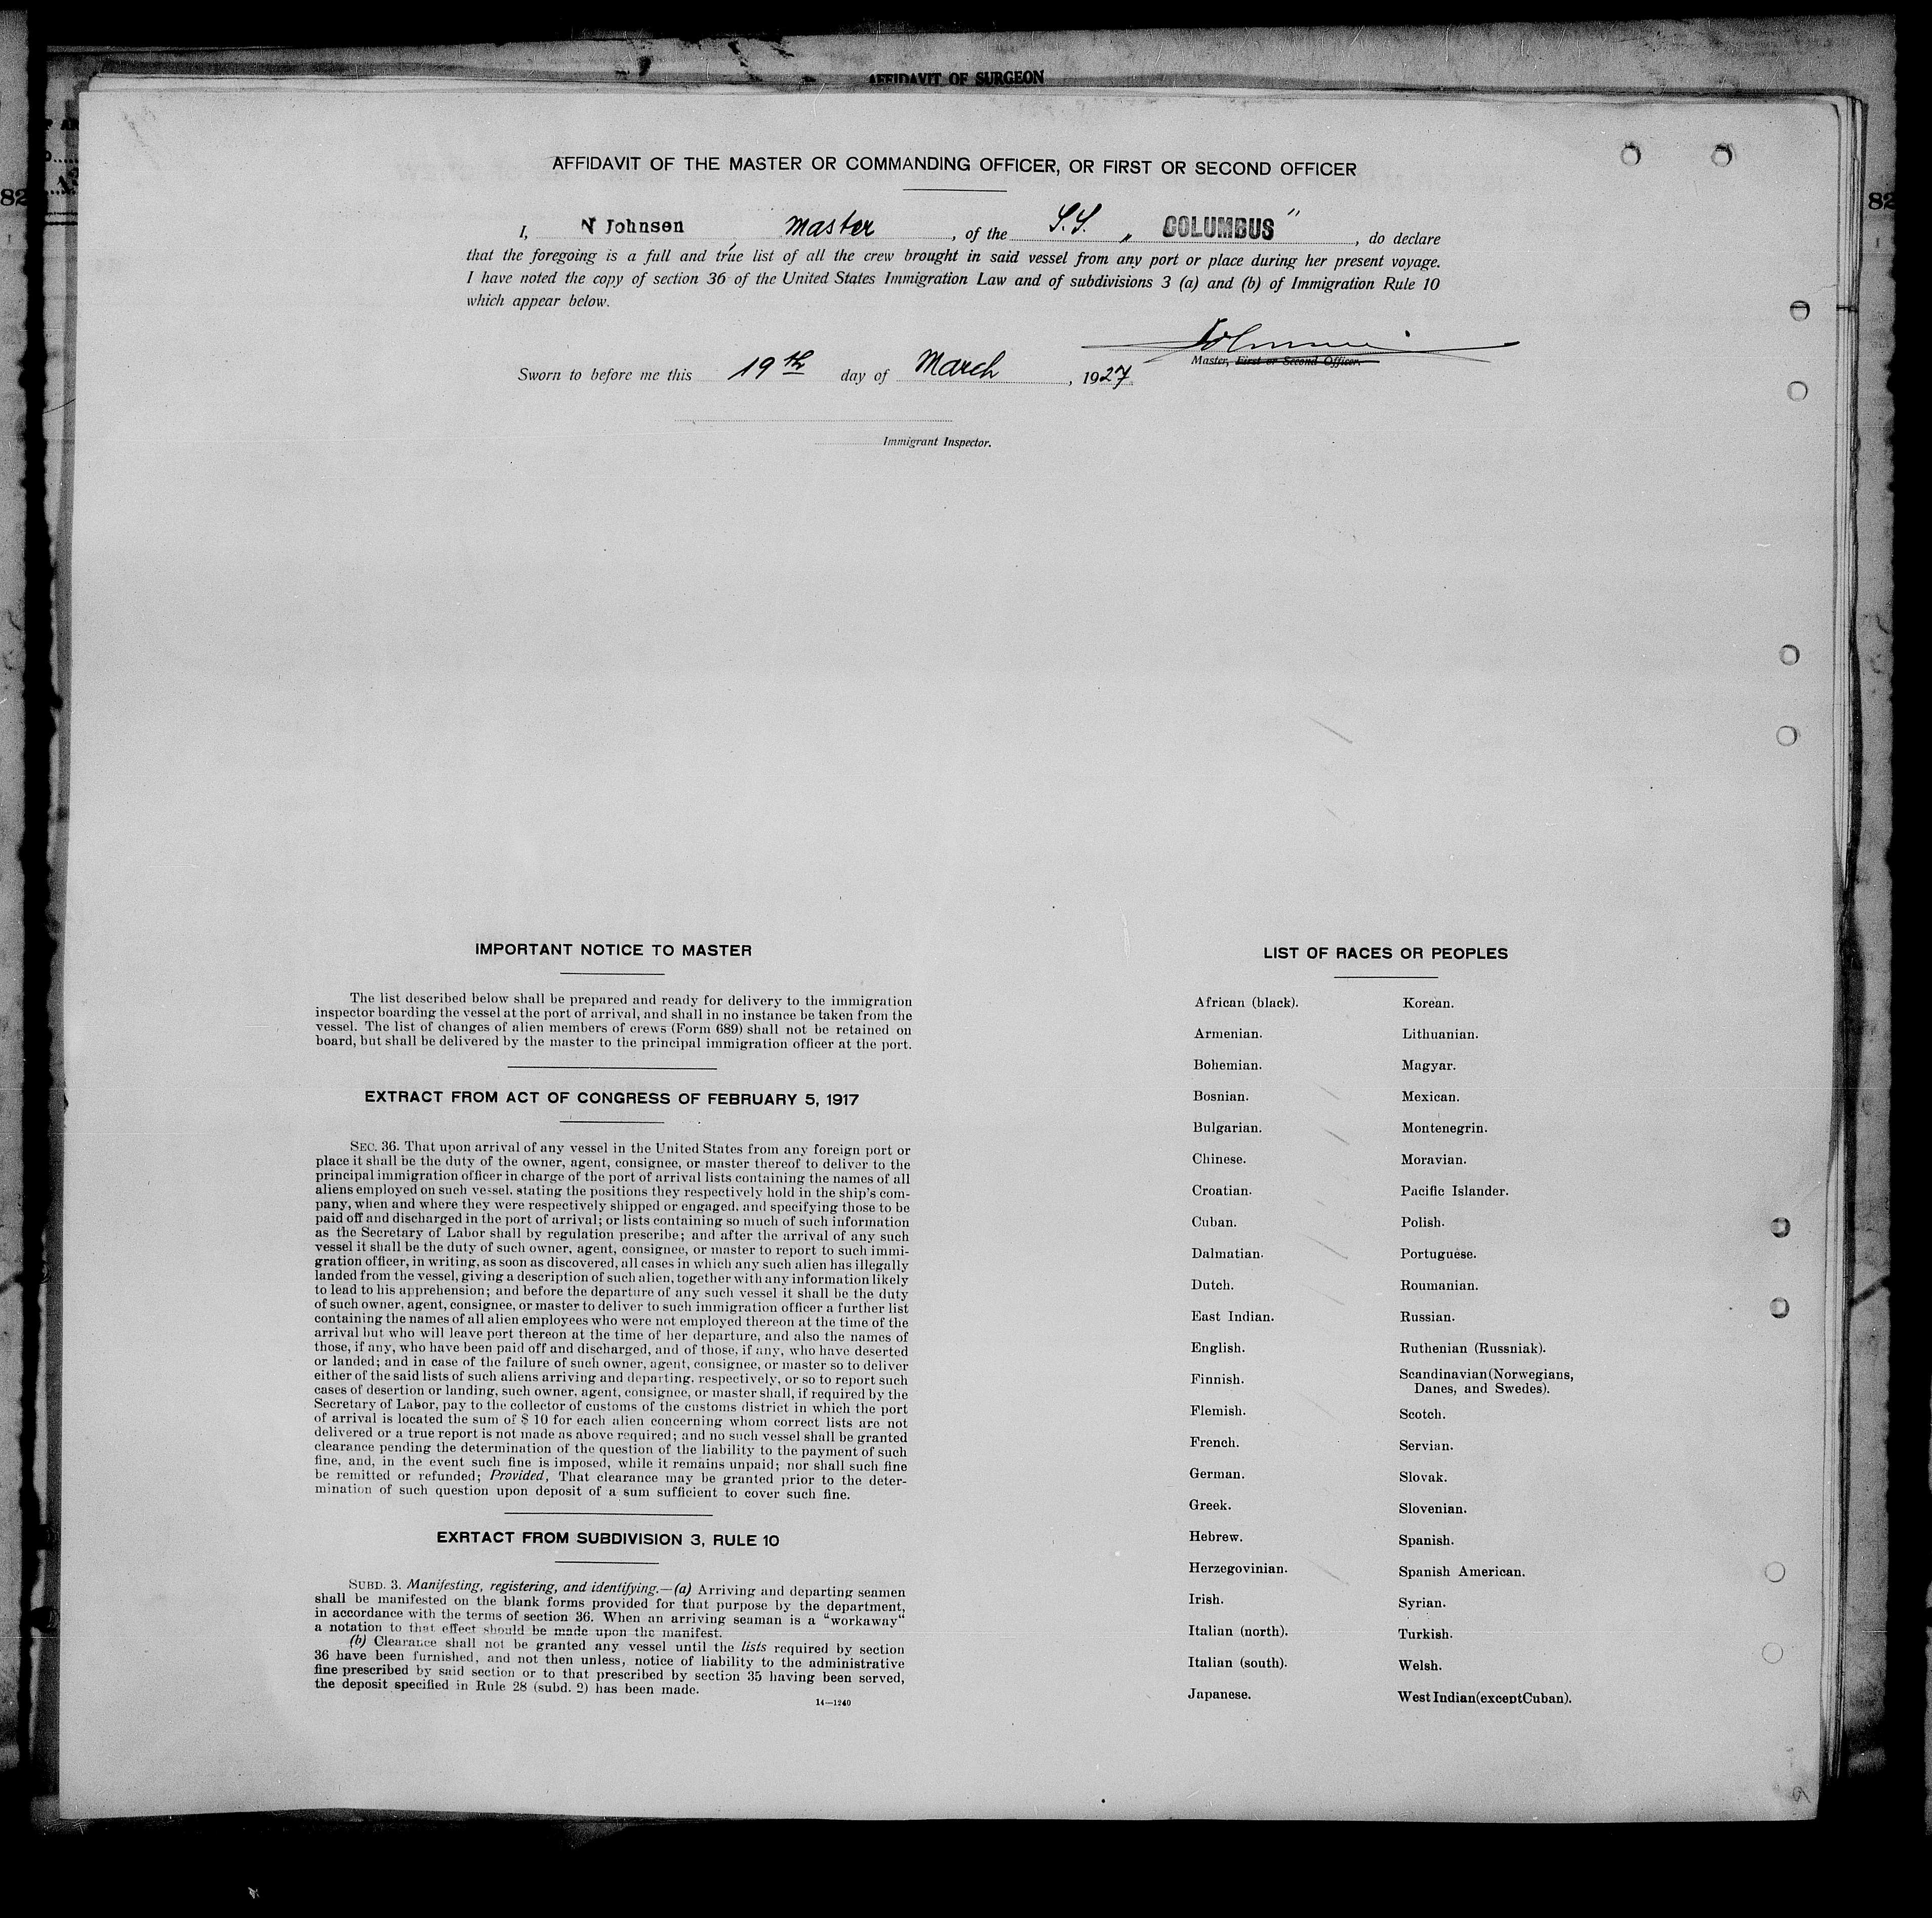 AFFIDAVIT OF SURGEON
82
82
AFFIDAVIT OF THE MASTER OR COMMANDING OFFICER, OR FIRST OR SECOND OFFICER
I, N Johnsen master, of the S.S. „ COLUMBUS", do declare
that the foregoing is a full and true list of all the crew brought in said vessel from any port or place during her present voyage.
I have noted the copy of section 36 of the United States Immigration Law and of subdivisions 3 (a) and (b) of Immigration Rule 10
which appear below.
Johnsen
Master, First or Second Officer.
Sworn to before me this 19th day of March, 1927.
Immigrant Inspector.
IMPORTANT NOTICE TO MASTER
The list described below shall be prepared and ready for delivery to the immigration
inspector boarding the vessel at the port of arrival, and shall in no instance be taken from the
vessel. The list of changes of alien members of crews (Form 689) shall not be retained on
board, but shall be delivered by the master to the principal immigration officer at the port.
EXTRACT FROM ACT OF CONGRESS OF FEBRUARY 5, 1917
SEC. 36. That upon arrival of any vessel in the United States from any foreign port or
place it shall be the duty of the owner, agent, consignee, or master thereof to deliver to the
principal immigration officer in charge of the port of arrival lists containing the names of all
aliens employed on such vessel, stating the positions they respectively hold in the ship's com-
pany, when and where they were respectively shipped or engaged, and specifying those to be
paid off and discharged in the port of arrival; or lists containing so much of such information
as the Secretary of Labor shall by regulation prescribe; and after the arrival of any such
vessel it shall be the duty of such owner, agent, consignee, or master to report to such immi-
gration officer, in writing, as soon as discovered, all cases in which any such alien has illegally
landed from the vessel, giving a description of such alien, together with any information likely
to lead to his apprehension; and before the departure of any such vessel it shall be the duty
of such owner, agent, consignee, or master to deliver to such immigration officer a further list
containing the names of all alien employees who were not employed thereon at the time of the
arrival but who will leave port thereon at the time of her departure, and also the names of
those, if any, who have been paid off and discharged, and of those, if any, who have deserted
or landed; and in case of the failure of such owner, agent, consignee, or master so to deliver
either of the said lists of such aliens arriving and departing, respectively, or so to report such
cases of desertion or landing, such owner, agent, consignee, or master shall, if required by the
Secretary of Labor, pay to the collector of customs of the customs district in which the port
of arrival is located the sum of $ 10 for each alien concerning whom correct lists are not
delivered or a true report is not made as above required; and no such vessel shall be granted
clearance pending the determination of the question of the liability to the payment of such
fine, and, in the event such fine is imposed, while it remains unpaid; nor shall such fine
be remitted or refunded; Provided, That clearance may be granted prior to the deter-
mination of such question upon deposit of a sum sufficient to cover such fine.
EXRTACT FROM SUBDIVISION 3, RULE 10
SUBD. 3. Manifesting, registering, and identifying.—(a) Arriving and departing seamen
shall be manifested on the blank forms provided for that purpose by the department,
in accordance with the terms of section 36. When an arriving seaman is a "workaway"
a notation to that effect should be made upon the manifest.
(b) Clearance shall not be granted any vessel until the lists required by section
36 have been furnished, and not then unless, notice of liability to the administrative
fine prescribed by said section or to that prescribed by section 35 having been served,
the deposit specified in Rule 28 (subd. 2) has been made.
14—1240
LIST OF RACES OR PEOPLES
African (black).
Armenian.
Bohemian.
Bosnian.
Bulgarian.
Chinese.
Croatian.
Cuban.
Dalmatian.
Dutch.
East Indian.
English.
Finnish.
Flemish.
French.
German.
Greek.
Hebrew.
Herzegovinian.
Irish.
Italian (north).
Italian (south).
Japanese.
Korean.
Lithuanian.
Magyar.
Mexican.
Montenegrin.
Moravian.
Pacific Islander.
Polish.
Portuguese.
Roumanian.
Russian.
Ruthenian (Russniak).
Scandinavian (Norwegians,
Danes, and Swedes).
Scotch.
Servian.
Slovak.
Slovenian.
Spanish.
Spanish American.
Syrian.
Turkish.
Welsh.
West Indian (except Cuban).